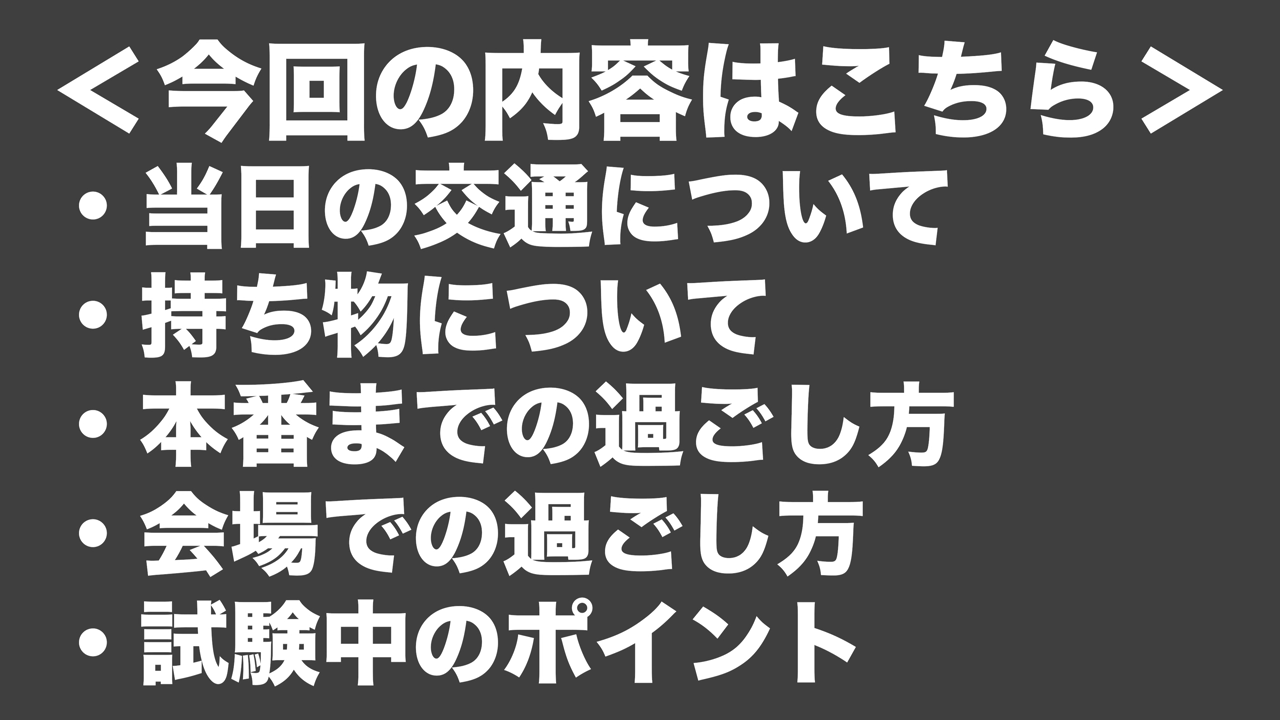 ＜今回の内容はこちら＞
・当日の交通について
・持ち物について
・本番までの過ごし方
・会場での過ごし方
・試験中のポイント